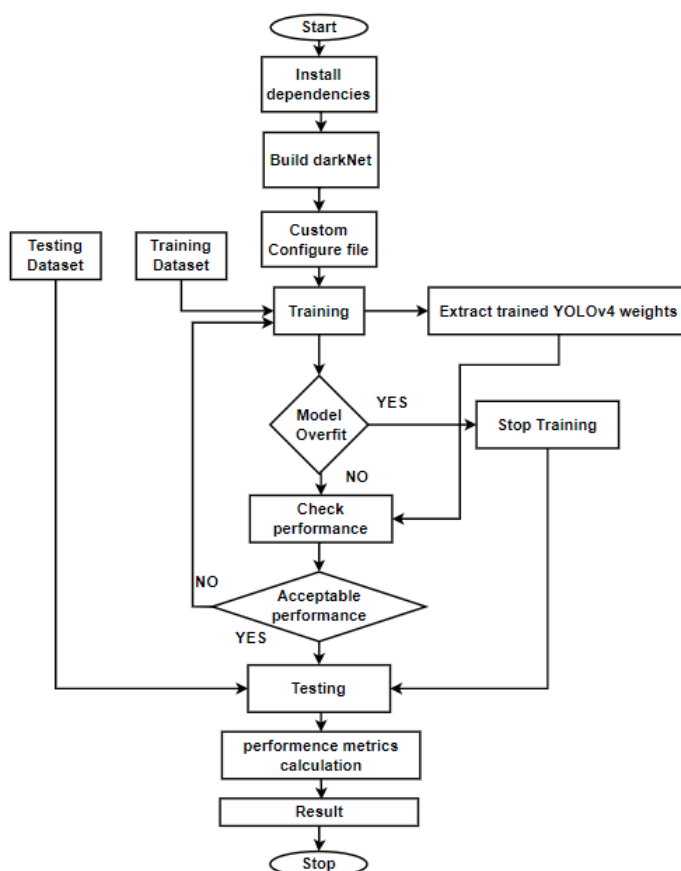 Start
Install
dependencies
Build darkNet
Custom
Configure file
Testing
Dataset
Training
Dataset
Training
Extract trained YOLOv4 weights
YES
Model
Overfit
Stop Training
NO
Check
performance
NO
Acceptable
performance
YES
Testing
performence metrics
calculation
Result
Stop